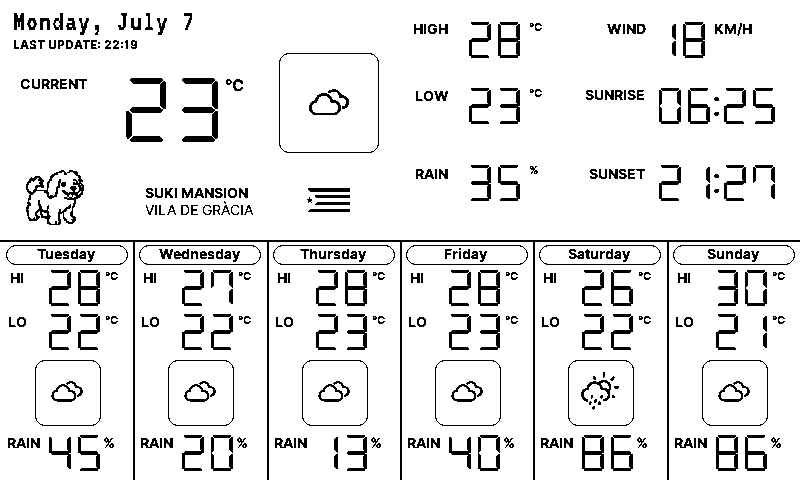 Monday, July 7
LAST UPDATE: 22:19
CURRENT 23 °C
SUKI MANSION
VILA DE GRÀCIA
HIGH 28 °C
WIND 18 KM/H
LOW 23 °C
SUNRISE 06:25
RAIN 35 %
SUNSET 21:27
Tuesday
HI 28 °C
LO 22 °C
RAIN 45 %
Wednesday
HI 27 °C
LO 22 °C
RAIN 20 %
Thursday
HI 28 °C
LO 23 °C
RAIN 13 %
Friday
HI 28 °C
LO 23 °C
RAIN 40 %
Saturday
HI 26 °C
LO 22 °C
RAIN 86 %
Sunday
HI 30 °C
LO 21 °C
RAIN 86 %